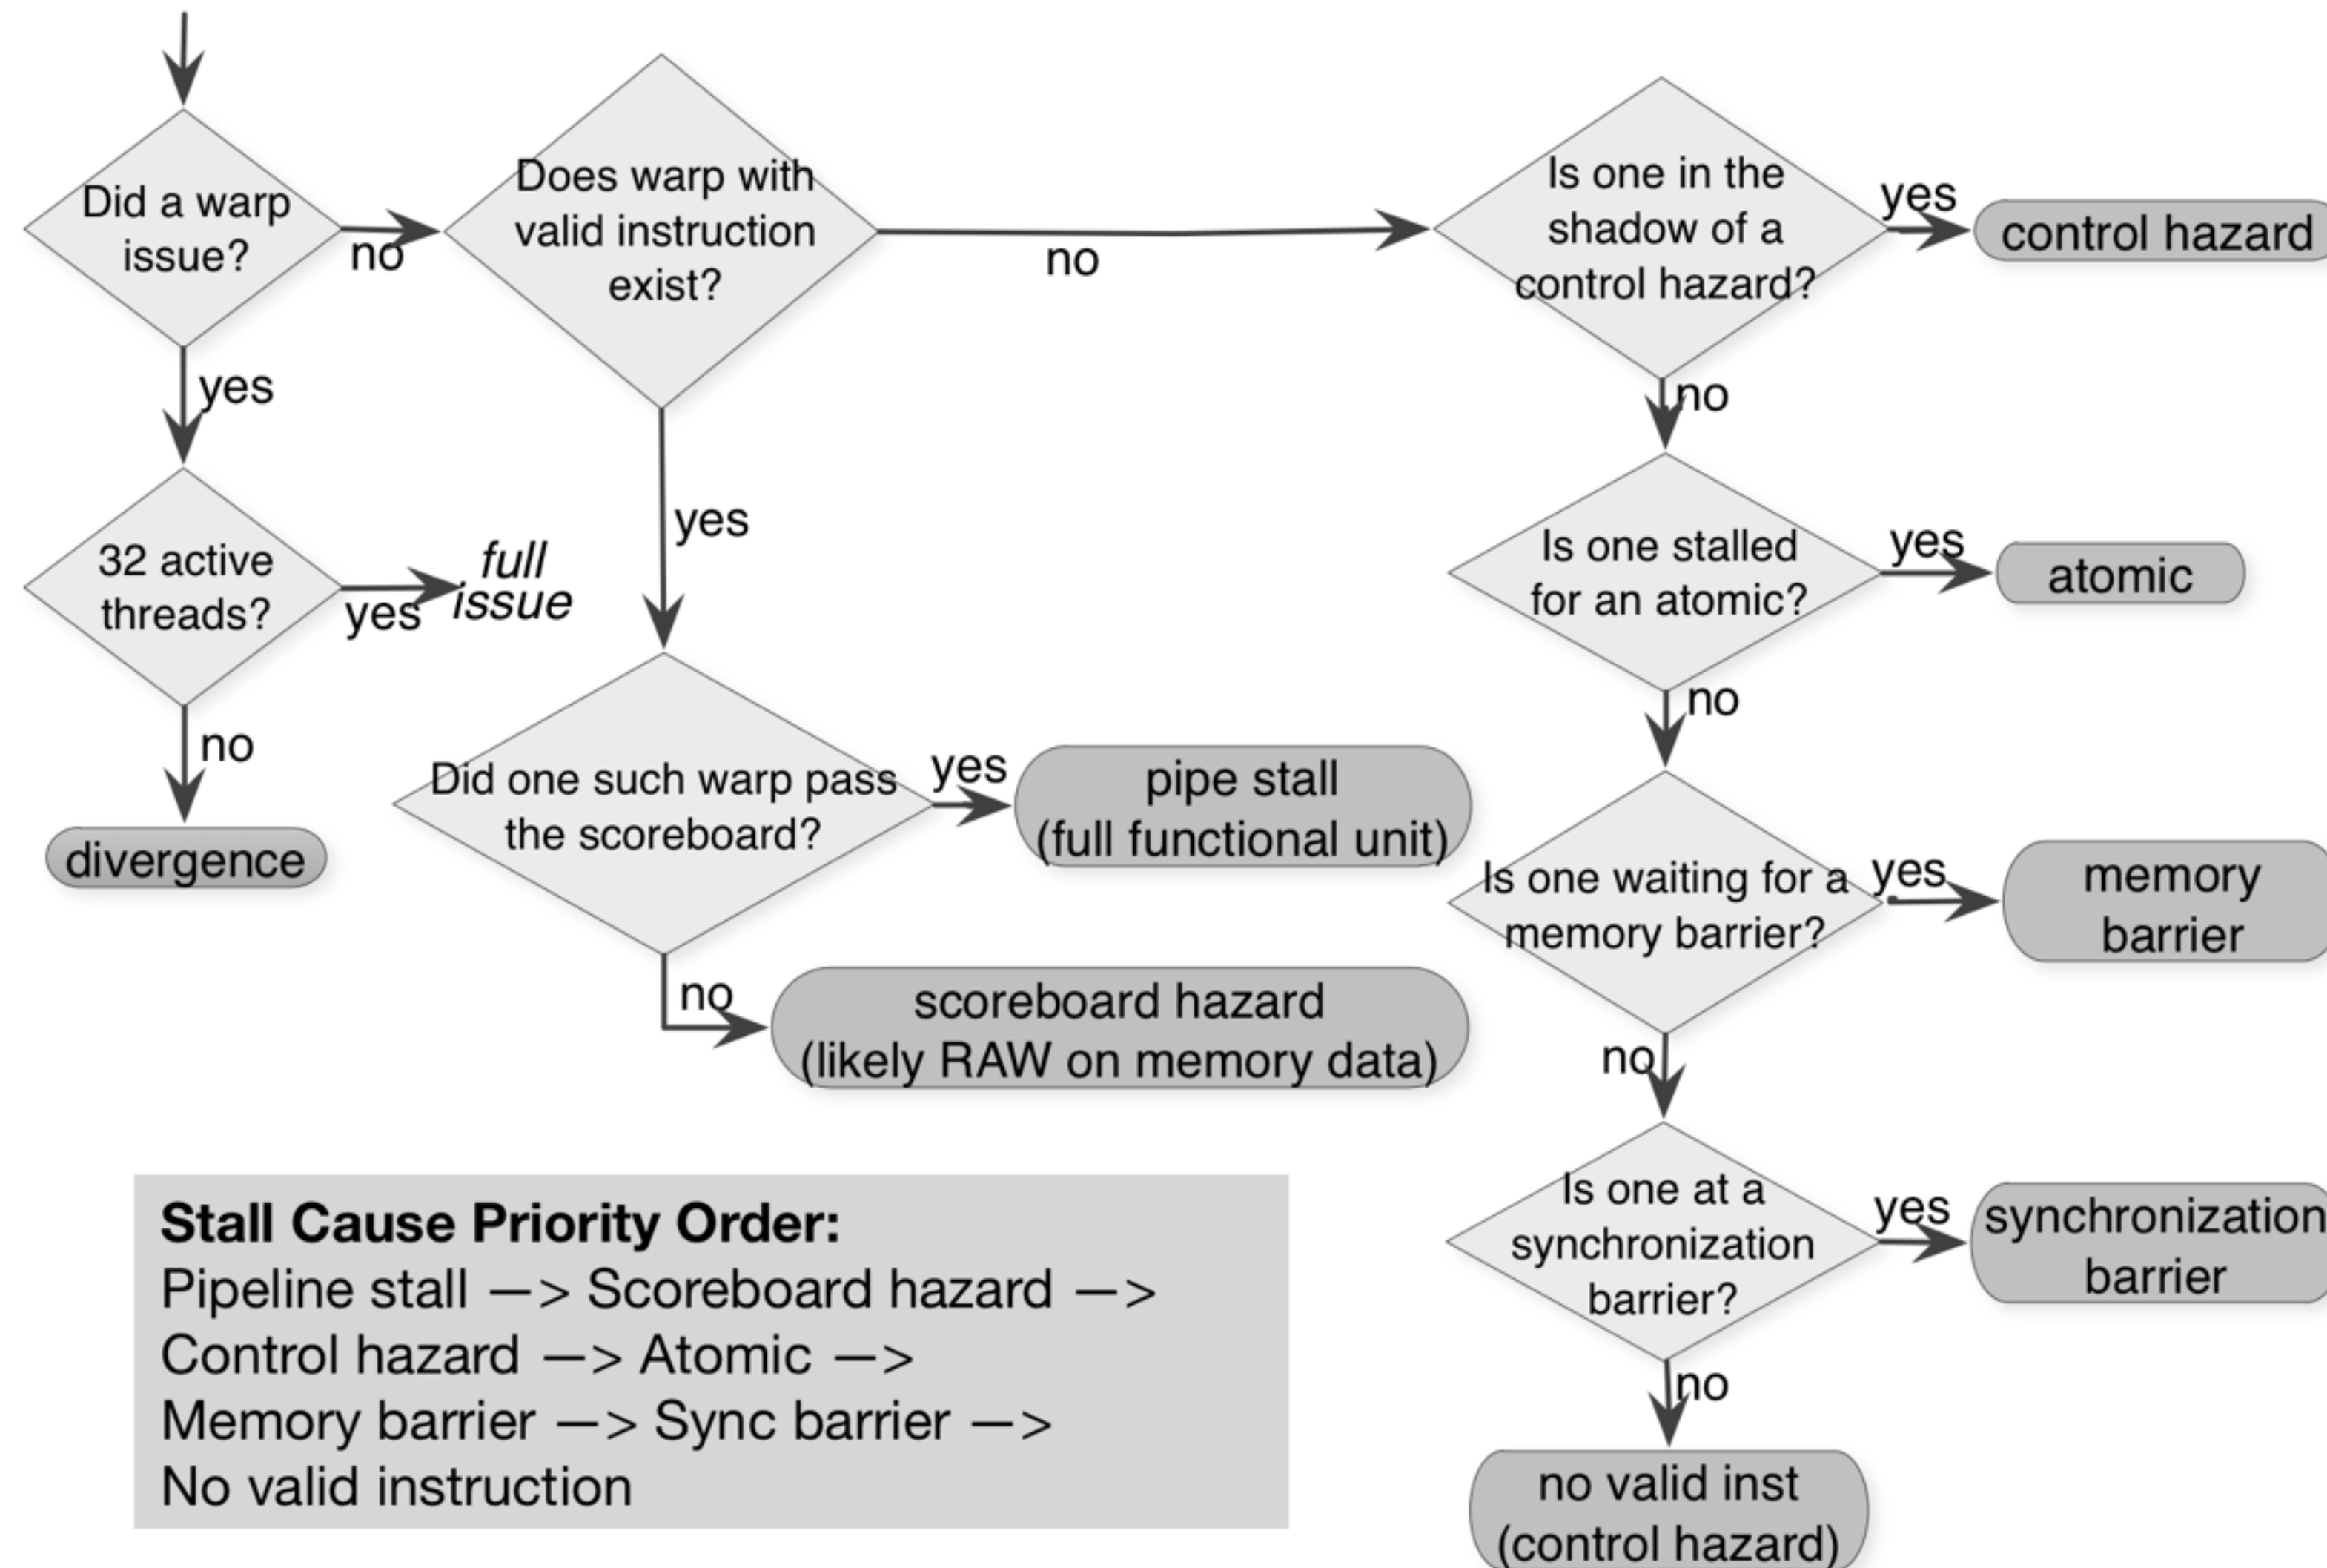 Did a warp
issue?
no
yes
32 active
threads?
yes
full
issue
no
divergence
Does warp with
valid instruction
exist?
no
yes
Did one such warp pass
the scoreboard?
yes
pipe stall
(full functional unit)
no
scoreboard hazard
(likely RAW on memory data)
Is one in the
shadow of a
control hazard?
yes
control hazard
no
Is one stalled
for an atomic?
yes
atomic
no
Is one waiting for a
memory barrier?
yes
memory
barrier
no
Is one at a
synchronization
barrier?
yes
synchronization
barrier
no
no valid inst
(control hazard)
Stall Cause Priority Order:
Pipeline stall —> Scoreboard hazard —>
Control hazard —> Atomic —>
Memory barrier —> Sync barrier —>
No valid instruction